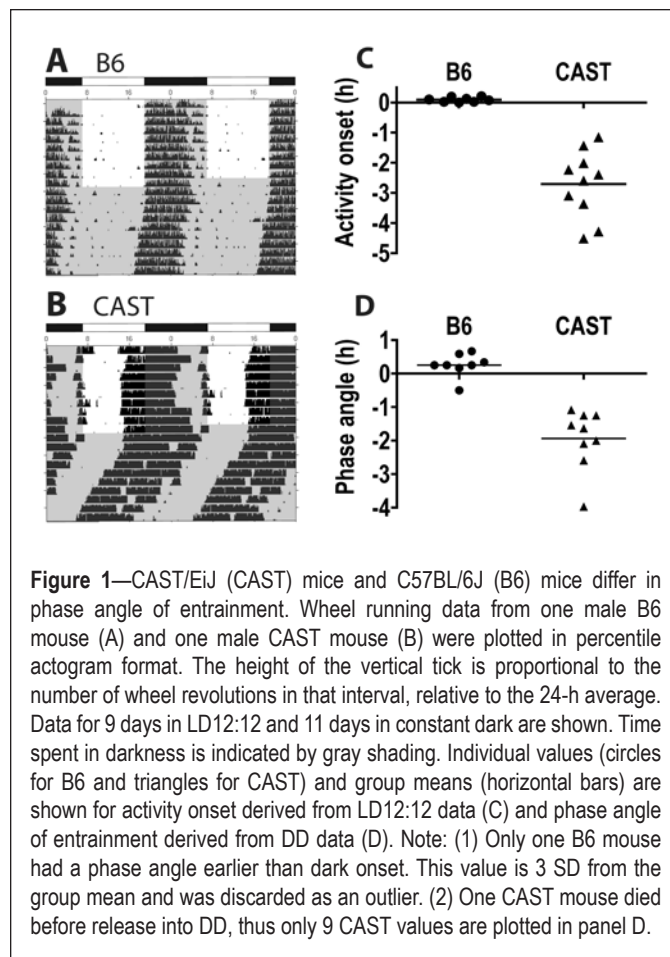 A B6
0 16 0 16
B CAST
0 16 0 16
C
B6 CAST
Activity onset (h)
0
-1
-2
-3
-4
-5
D
B6 CAST
Phase angle (h)
1
0
-1
-2
-3
-4
Figure 1—CAST/EiJ (CAST) mice and C57BL/6J (B6) mice differ in
phase angle of entrainment. Wheel running data from one male B6
mouse (A) and one male CAST mouse (B) were plotted in percentile
actogram format. The height of the vertical tick is proportional to the
number of wheel revolutions in that interval, relative to the 24-h average.
Data for 9 days in LD12:12 and 11 days in constant dark are shown. Time
spent in darkness is indicated by gray shading. Individual values (circles
for B6 and triangles for CAST) and group means (horizontal bars) are
shown for activity onset derived from LD12:12 data (C) and phase angle
of entrainment derived from DD data (D). Note: (1) Only one B6 mouse
had a phase angle earlier than dark onset. This value is 3 SD from the
group mean and was discarded as an outlier. (2) One CAST mouse died
before release into DD, thus only 9 CAST values are plotted in panel D.